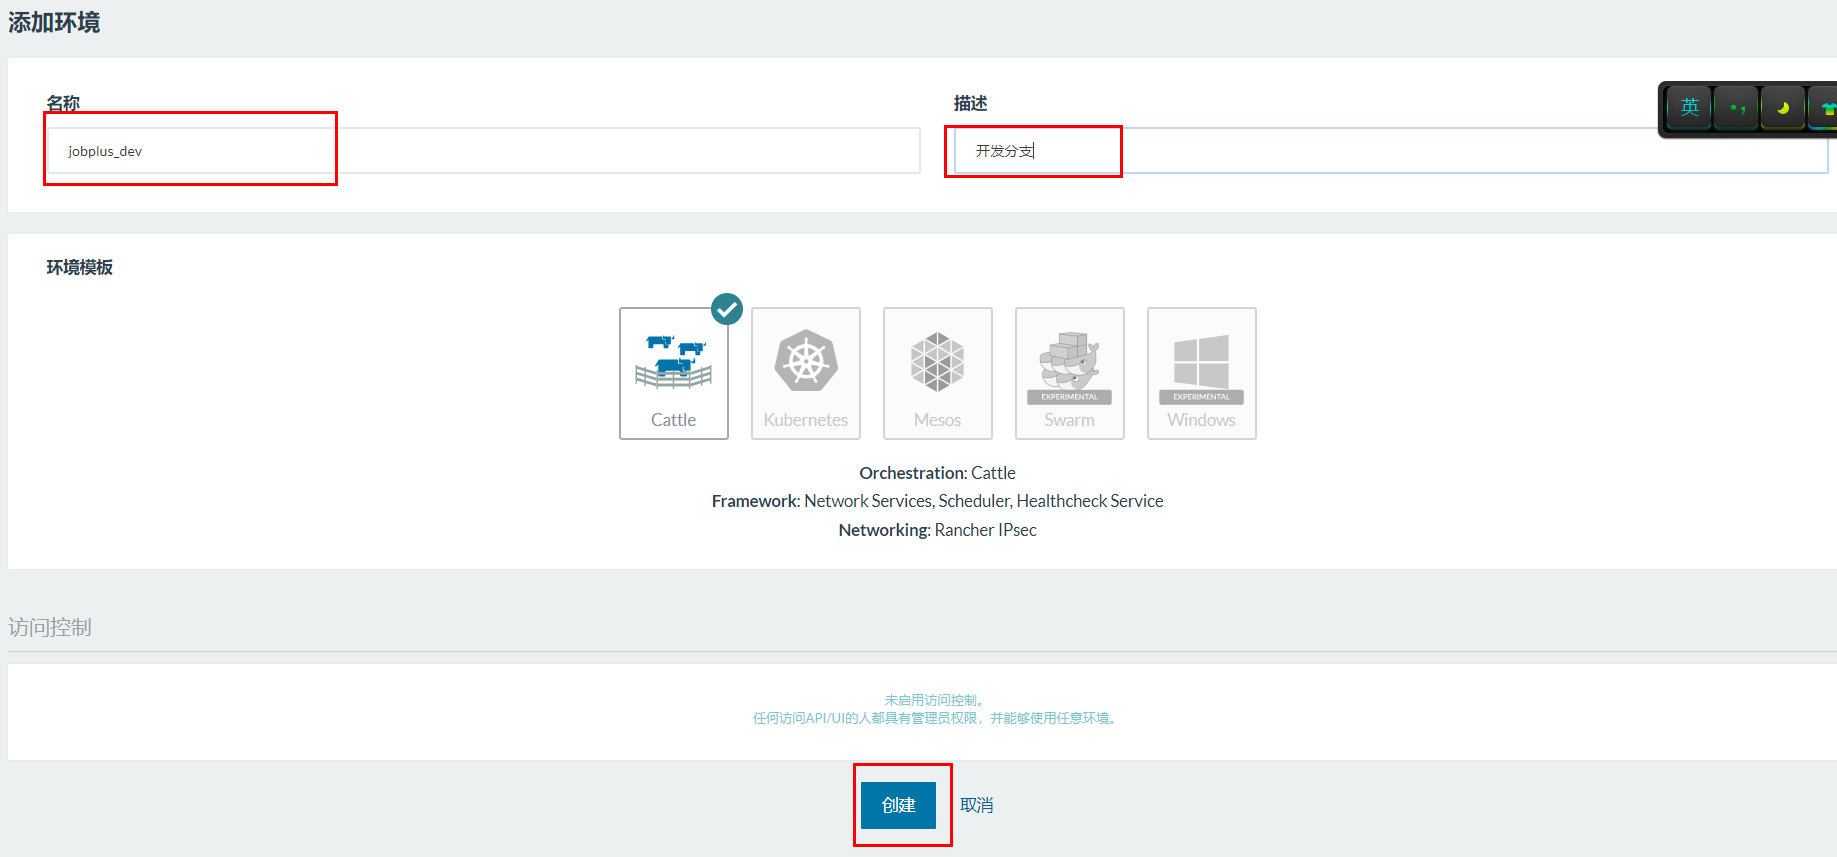 添加环境
名称
描述
英
jobplus_dev
开发分支
环境模板
EXPERIMENTAL
EXPERIMENTAL
Cattle
Kubernetes
Mesos
Swarm
Windows
Orchestration: Cattle
Framework: Network Services, Scheduler, Healthcheck Service
Networking: Rancher IPsec
访问控制
未启用访问控制。
任何访问API/UI的人都具有管理员权限，并能够使用任意环境。
创建
取消